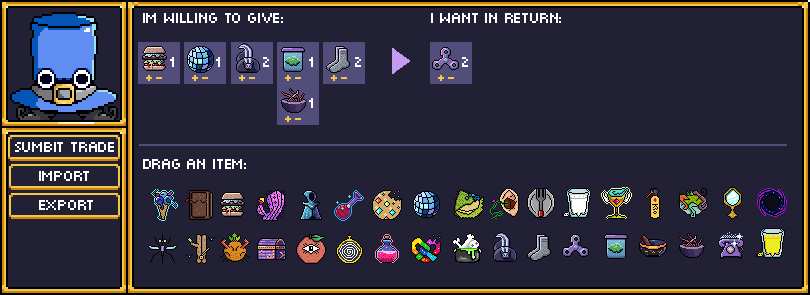 IM WILLING TO GIVE:
I WANT IN RETURN:
1
1
2
1
2
2
+ -
+ -
+ -
+ -
+ -
+ -
1
+ -
SUMBIT TRADE
IMPORT
EXPORT
DRAG AN ITEM: